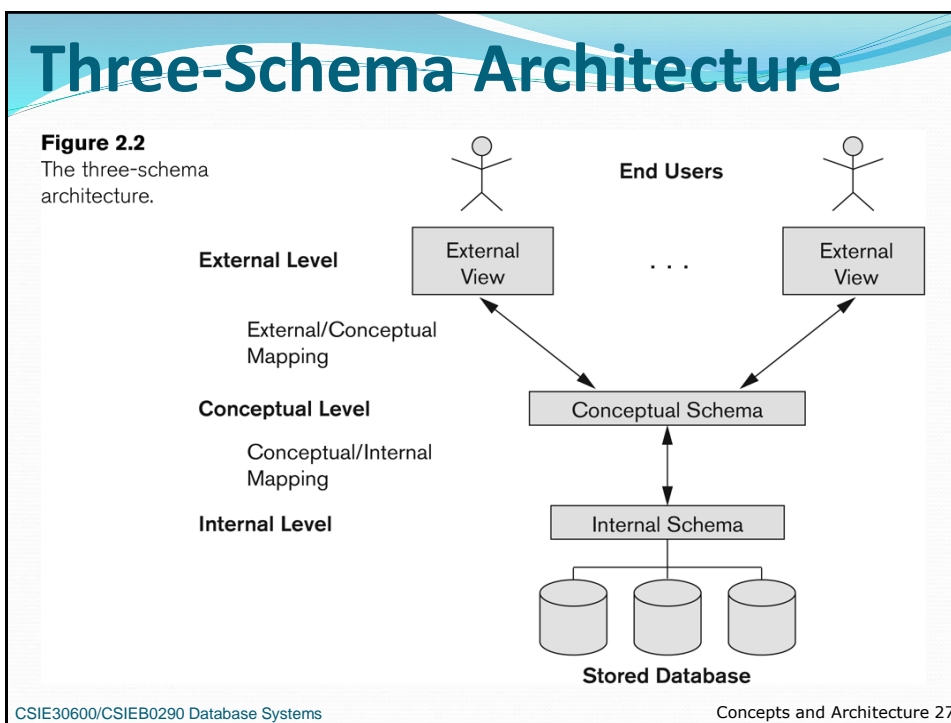 Three-Schema Architecture
Figure 2.2
The three-schema
architecture.
End Users
External Level
External
View
. . .
External
View
External/Conceptual
Mapping
Conceptual Level
Conceptual Schema
Conceptual/Internal
Mapping
Internal Level
Internal Schema
Stored Database
CSIE30600/CSIEB0290 Database Systems
Concepts and Architecture 27